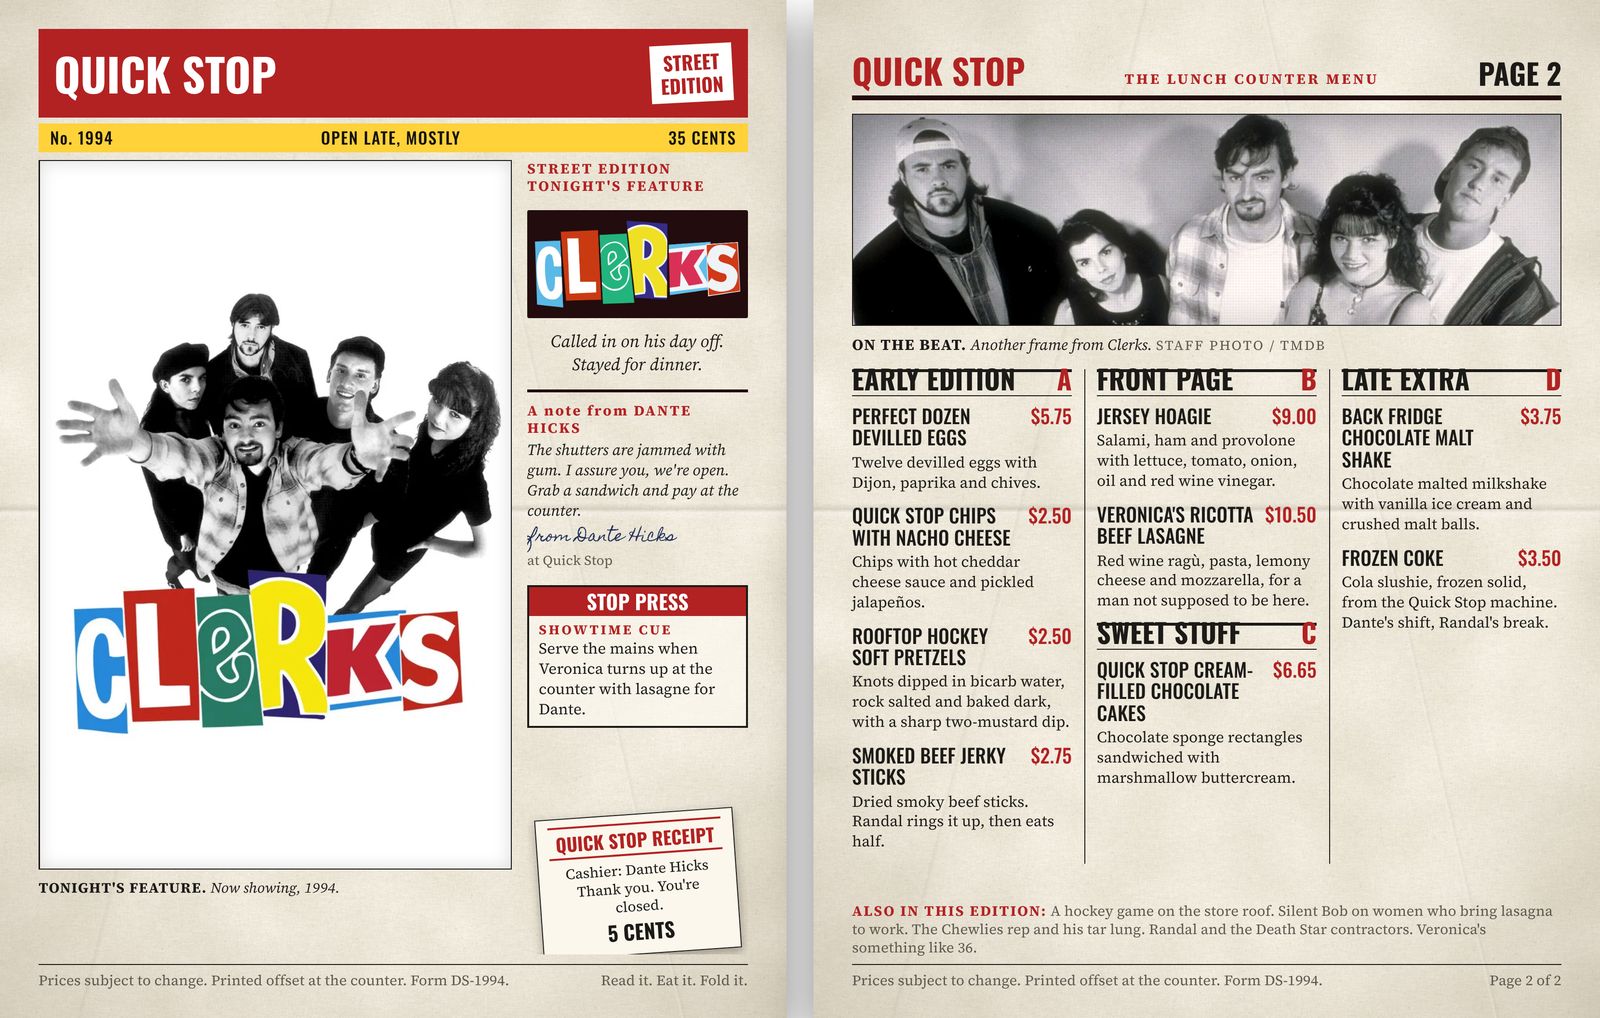 QUICK STOP
STREET
EDITION
No. 1994
OPEN LATE, MOSTLY
35 CENTS
CLeRKS
TONIGHT'S FEATURE. Now showing, 1994.
STREET EDITION
TONIGHT'S FEATURE
CLeRKS
Called in on his day off.
Stayed for dinner.
A note from DANTE
HICKS
The shutters are jammed with
gum. I assure you, we're open.
Grab a sandwich and pay at the
counter.
from Dante Hicks
at Quick Stop
STOP PRESS
SHOWTIME CUE
Serve the mains when
Veronica turns up at the
counter with lasagne for
Dante.
QUICK STOP RECEIPT
Cashier: Dante Hicks
Thank you. You're
closed.
5 CENTS
Prices subject to change. Printed offset at the counter. Form DS-1994.
Read it. Eat it. Fold it.
QUICK STOP
THE LUNCH COUNTER MENU
PAGE 2
ON THE BEAT. Another frame from Clerks. STAFF PHOTO / TMDB
EARLY EDITION A
PERFECT DOZEN $5.75
DEVILLED EGGS
Twelve devilled eggs with
Dijon, paprika and chives.
QUICK STOP CHIPS $2.50
WITH NACHO CHEESE
Chips with hot cheddar
cheese sauce and pickled
jalapeños.
ROOFTOP HOCKEY $2.50
SOFT PRETZELS
Knots dipped in bicarb water,
rock salted and baked dark,
with a sharp two-mustard dip.
SMOKED BEEF JERKY $2.75
STICKS
Dried smoky beef sticks.
Randal rings it up, then eats
half.
FRONT PAGE B
JERSEY HOAGIE $9.00
Salami, ham and provolone
with lettuce, tomato, onion,
oil and red wine vinegar.
VERONICA'S RICOTTA $10.50
BEEF LASAGNE
Red wine ragù, pasta, lemony
cheese and mozzarella, for a
man not supposed to be here.
SWEET STUFF C
QUICK STOP CREAM- $6.65
FILLED CHOCOLATE
CAKES
Chocolate sponge rectangles
sandwiched with
marshmallow buttercream.
LATE EXTRA D
BACK FRIDGE $3.75
CHOCOLATE MALT
SHAKE
Chocolate malted milkshake
with vanilla ice cream and
crushed malt balls.
FROZEN COKE $3.50
Cola slushie, frozen solid,
from the Quick Stop machine.
Dante's shift, Randal's break.
ALSO IN THIS EDITION: A hockey game on the store roof. Silent Bob on women who bring lasagna
to work. The Chewlies rep and his tar lung. Randal and the Death Star contractors. Veronica's
something like 36.
Prices subject to change. Printed offset at the counter. Form DS-1994.
Page 2 of 2